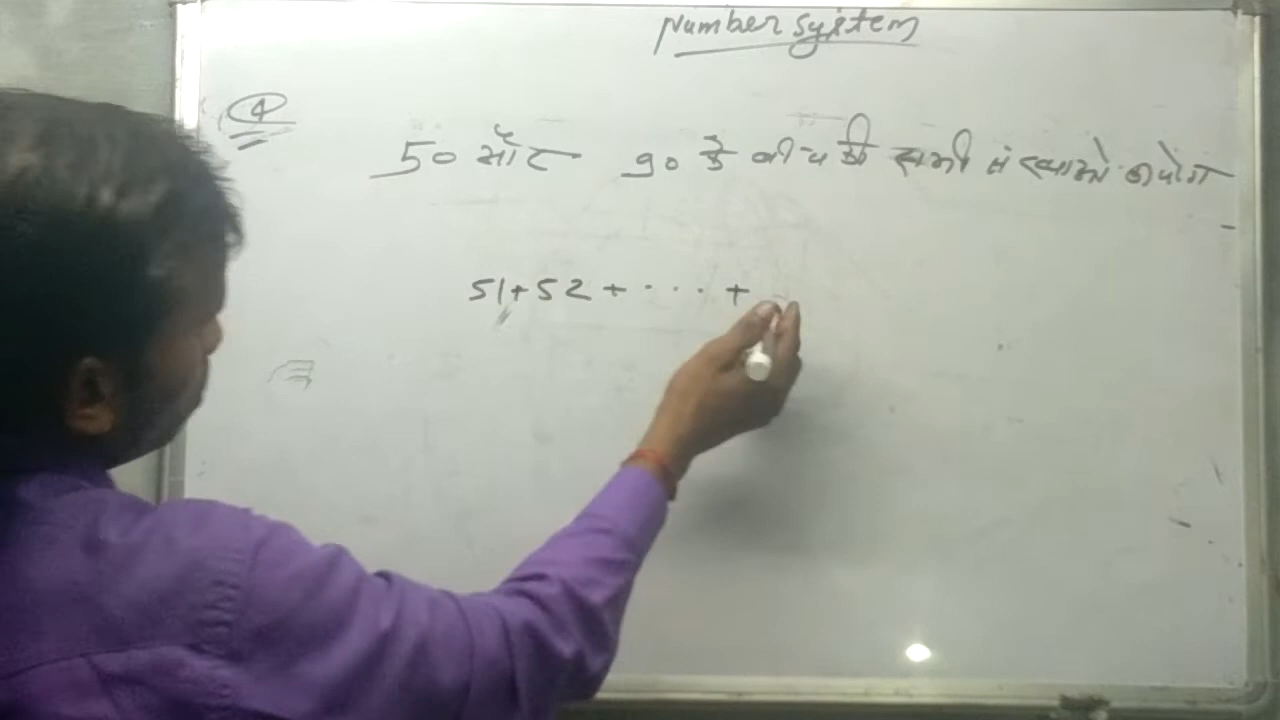 Number system
4
50 और 90 के बीच की सभी संख्याओ का योग
51+52+....+